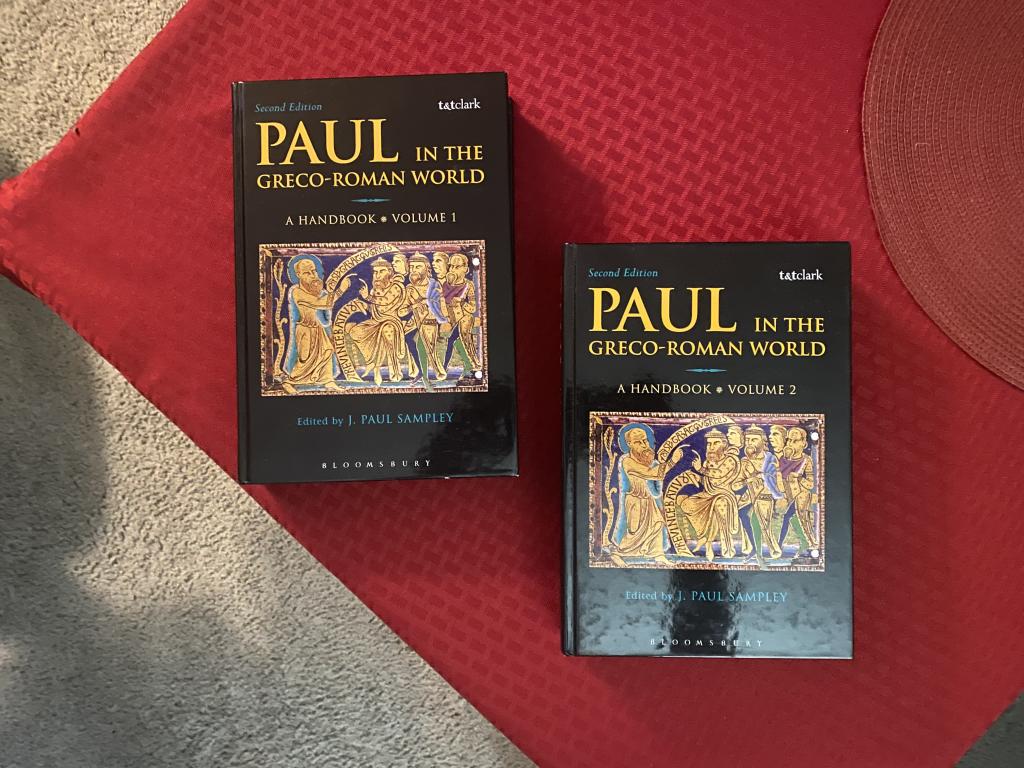 Second Edition
t&tclark
PAUL IN THE
GRECO-ROMAN WORLD
A HANDBOOK VOLUME 1
Edited by J. PAUL SAMPLEY
BLOOMSBURY
Second Edition
t&tclark
PAUL IN THE
GRECO-ROMAN WORLD
A HANDBOOK VOLUME 2
Edited by J. PAUL SAMPLEY
BLOOMSBURY